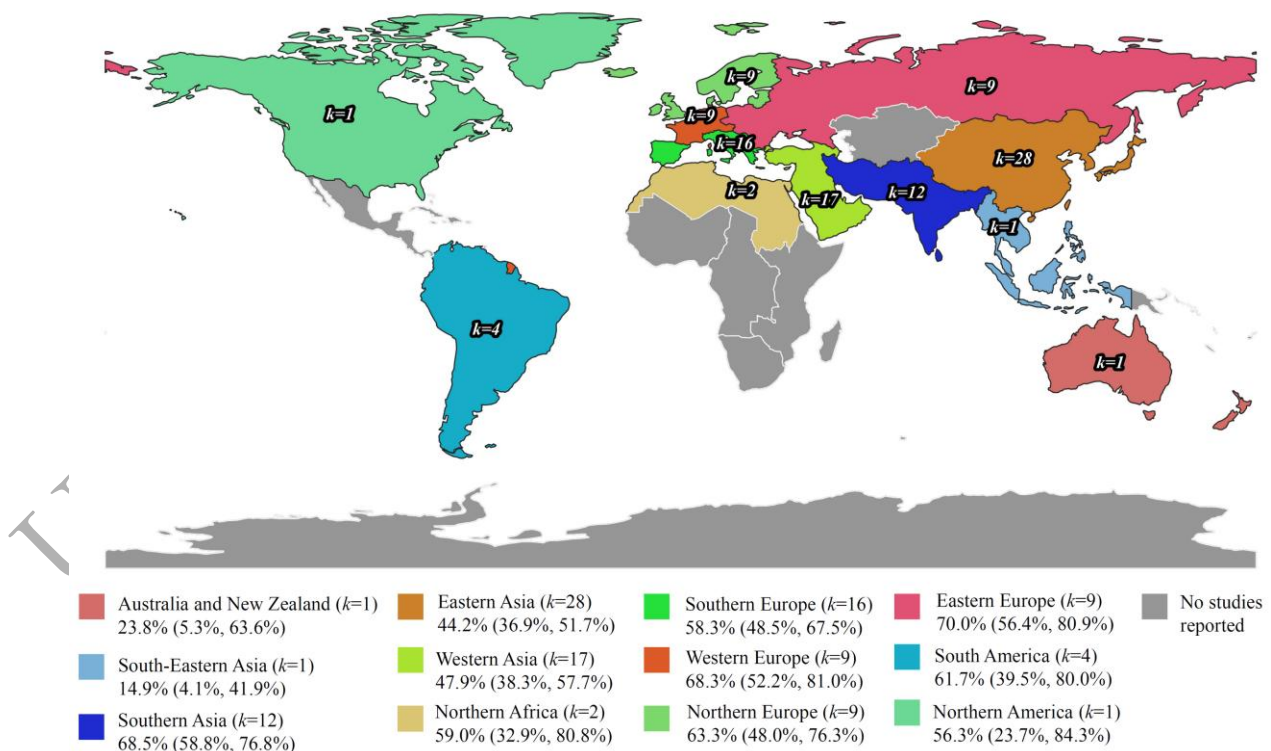 k=9
k=1
k=9
k=9
k=16
k=28
k=2
k=17
k=12
k=1
k=4
k=1
Australia and New Zealand (k=1)
23.8% (5.3%, 63.6%)
South-Eastern Asia (k=1)
14.9% (4.1%, 41.9%)
Southern Asia (k=12)
68.5% (58.8%, 76.8%)
Eastern Asia (k=28)
44.2% (36.9%, 51.7%)
Western Asia (k=17)
47.9% (38.3%, 57.7%)
Northern Africa (k=2)
59.0% (32.9%, 80.8%)
Southern Europe (k=16)
58.3% (48.5%, 67.5%)
Western Europe (k=9)
68.3% (52.2%, 81.0%)
Northern Europe (k=9)
63.3% (48.0%, 76.3%)
Eastern Europe (k=9)
70.0% (56.4%, 80.9%)
South America (k=4)
61.7% (39.5%, 80.0%)
Northern America (k=1)
56.3% (23.7%, 84.3%)
No studies
reported